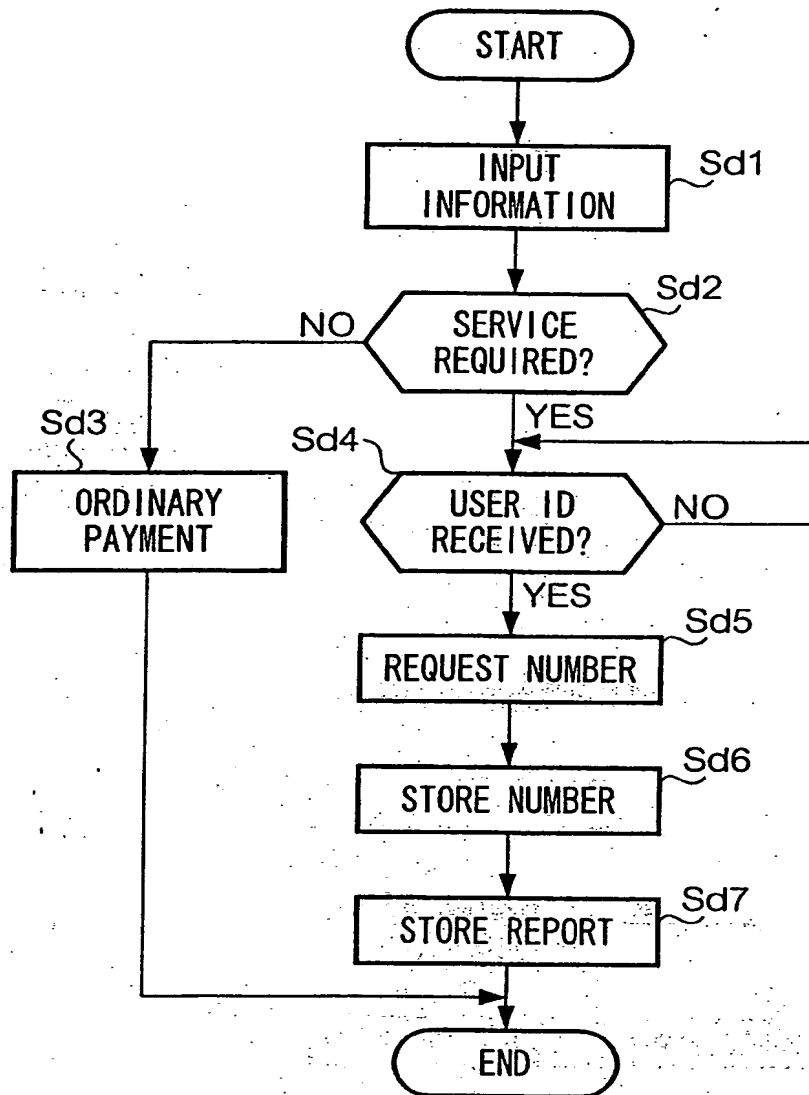 START
INPUT
INFORMATION
Sd1
SERVICE
REQUIRED?
Sd2
NO
YES
Sd3
ORDINARY
PAYMENT
Sd4
USER ID
RECEIVED?
NO
YES
Sd5
REQUEST NUMBER
Sd6
STORE NUMBER
Sd7
STORE REPORT
END